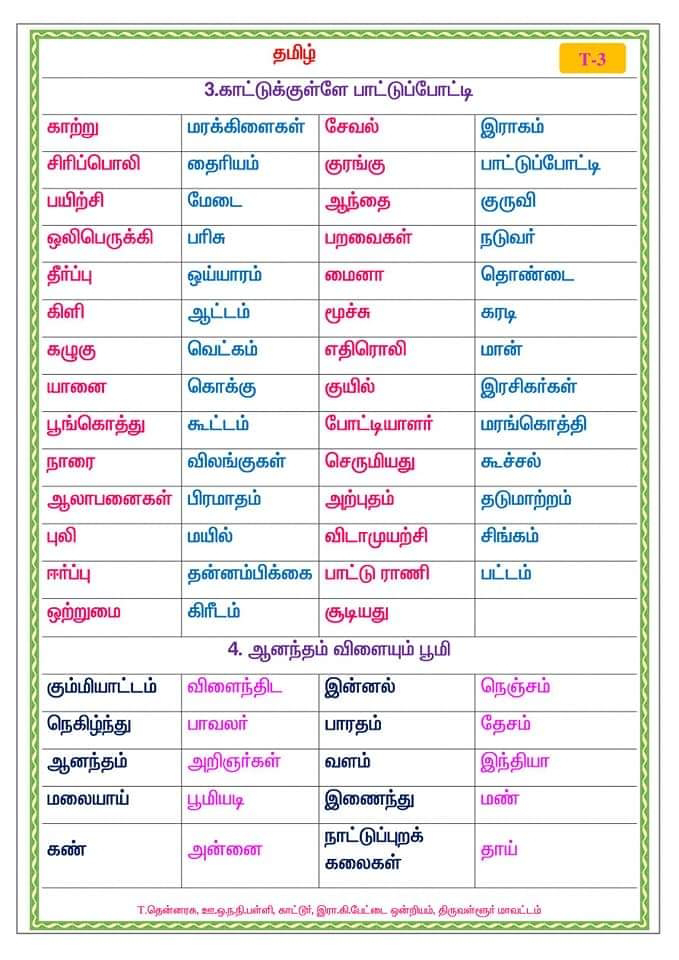 தமிழ்
T-3
3.காட்டுக்குள்ளே பாட்டுப்போட்டி
காற்று மரக்கிளைகள் சேவல் இராகம்
சிரிப்பொலி தைரியம் குரங்கு பாட்டுப்போட்டி
பயிற்சி மேடை ஆந்தை குருவி
ஒலிபெருக்கி பரிசு பறவைகள் நடுவர்
தீர்ப்பு ஒய்யாரம் மைனா தொண்டை
கிளி ஆட்டம் மூச்சு கரடி
கழுகு வெட்கம் எதிரொலி மான்
யானை கொக்கு குயில் இரசிகர்கள்
பூங்கொத்து கூட்டம் போட்டியாளர் மரங்கொத்தி
நாரை விலங்குகள் செருமியது கூச்சல்
ஆலாபனைகள் பிரமாதம் அற்புதம் தடுமாற்றம்
புலி மயில் விடாமுயற்சி சிங்கம்
ஈர்ப்பு தன்னம்பிக்கை பாட்டு ராணி பட்டம்
ஒற்றுமை கிரீடம் சூடியது
4. ஆனந்தம் விளையும் பூமி
கும்மியாட்டம் விளைந்திட இன்னல் நெஞ்சம்
நெகிழ்ந்து பாவலர் பாரதம் தேசம்
ஆனந்தம் அறிஞர்கள் வளம் இந்தியா
மலையாய் பூமியடி இணைந்து மண்
கண் அன்னை நாட்டுப்புறக் தாய்
கலைகள்
T.தென்னரசு, ஊ.ஒ.ந.நி.பள்ளி, காட்டூர், இரா.கி.பேட்டை ஒன்றியம், திருவள்ளூர் மாவட்டம்